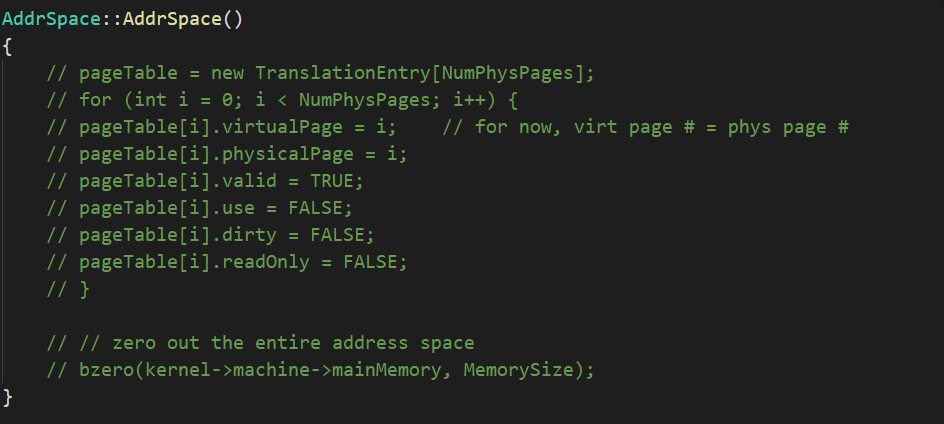 AddrSpace::AddrSpace()
{
    // pageTable = new TranslationEntry[NumPhysPages];
    // for (int i = 0; i < NumPhysPages; i++) {
    // pageTable[i].virtualPage = i;    // for now, virt page # = phys page #
    // pageTable[i].physicalPage = i;
    // pageTable[i].valid = TRUE;
    // pageTable[i].use = FALSE;
    // pageTable[i].dirty = FALSE;
    // pageTable[i].readOnly = FALSE;
    // }

    // // zero out the entire address space
    // bzero(kernel->machine->mainMemory, MemorySize);
}